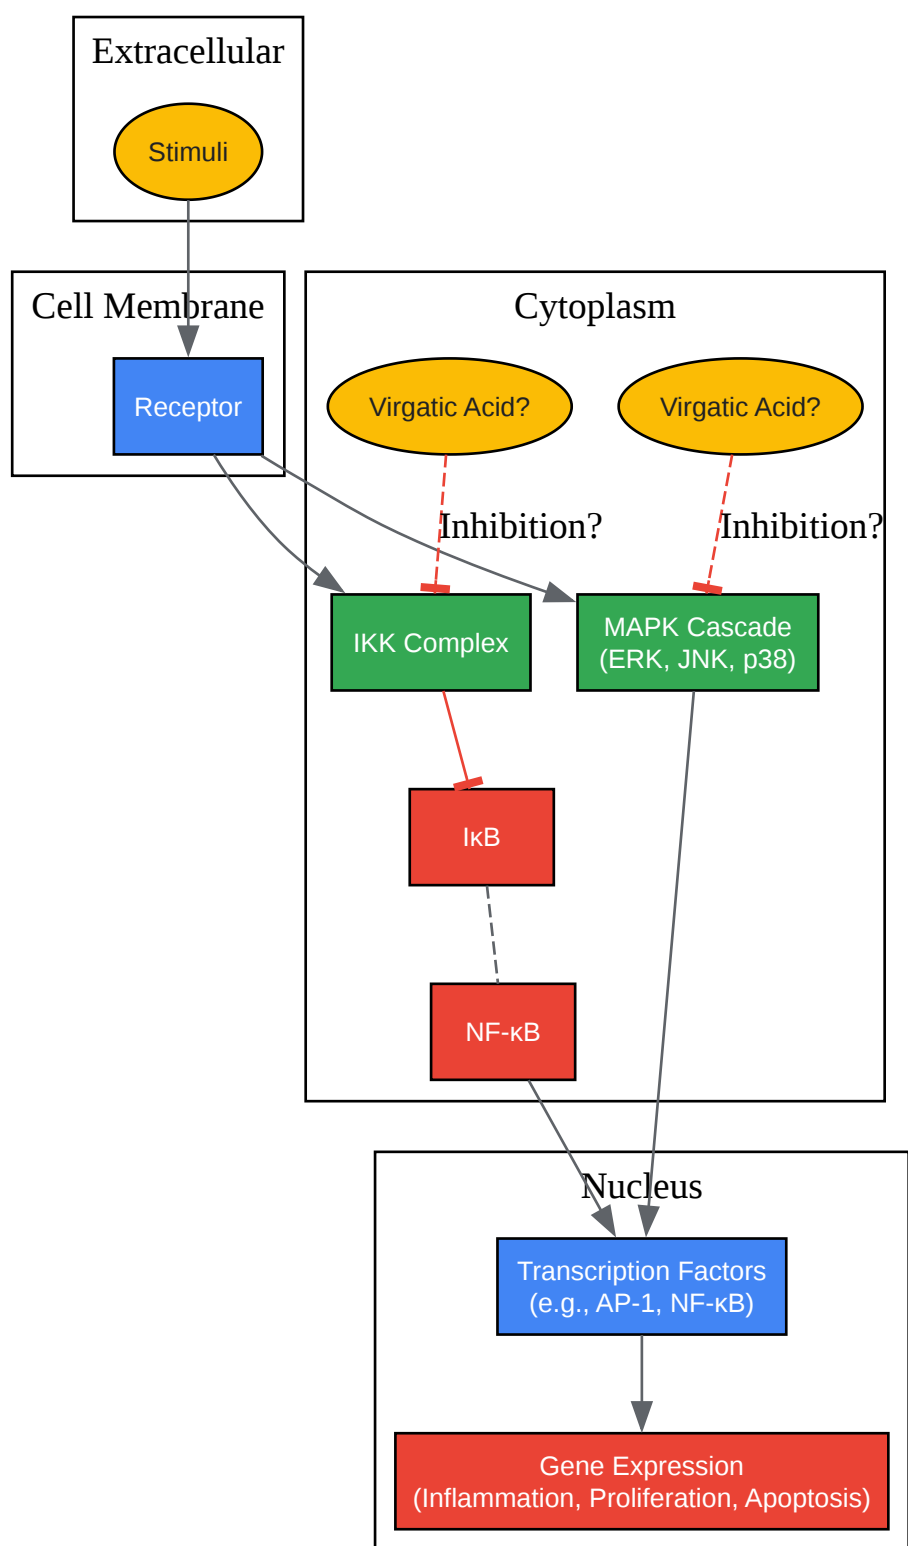 Extracellular
Stimuli
Cell Membrane
Receptor
Cytoplasm
Virgatic Acid?
Virgatic Acid?
Inhibition?
Inhibition?
IKK Complex
MAPK Cascade
(ERK, JNK, p38)
IκB
NF-κB
Nucleus
Transcription Factors
(e.g., AP-1, NF-κB)
Gene Expression
(Inflammation, Proliferation, Apoptosis)